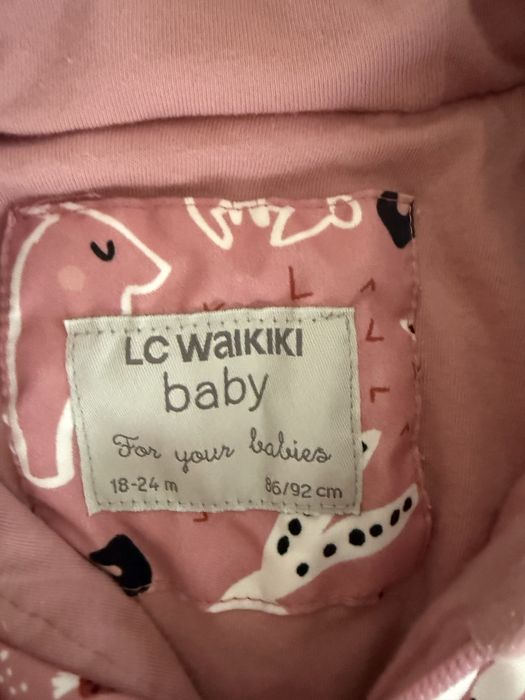 LC WaIKIKI
baby
For your babies
18-24 m 86/92 cm